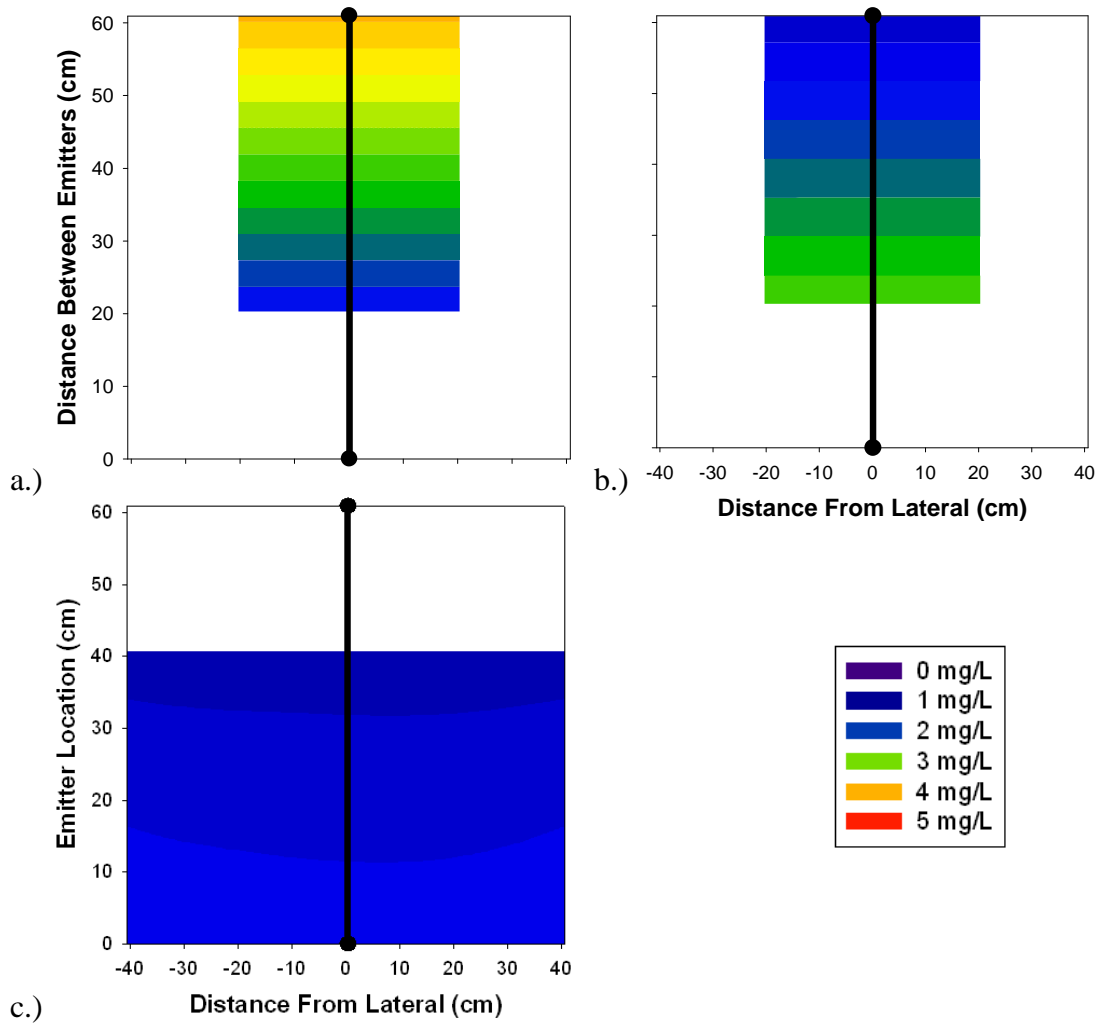 60
50
40
30
20
10
0
Distance Between Emitters (cm)
a.)
-40 -30 -20 -10 0 10 20 30 40
Distance From Lateral (cm)
b.)
60
50
40
30
20
10
0
Emitter Location (cm)
-40 -30 -20 -10 0 10 20 30 40
Distance From Lateral (cm)
c.)
0 mg/L
1 mg/L
2 mg/L
3 mg/L
4 mg/L
5 mg/L